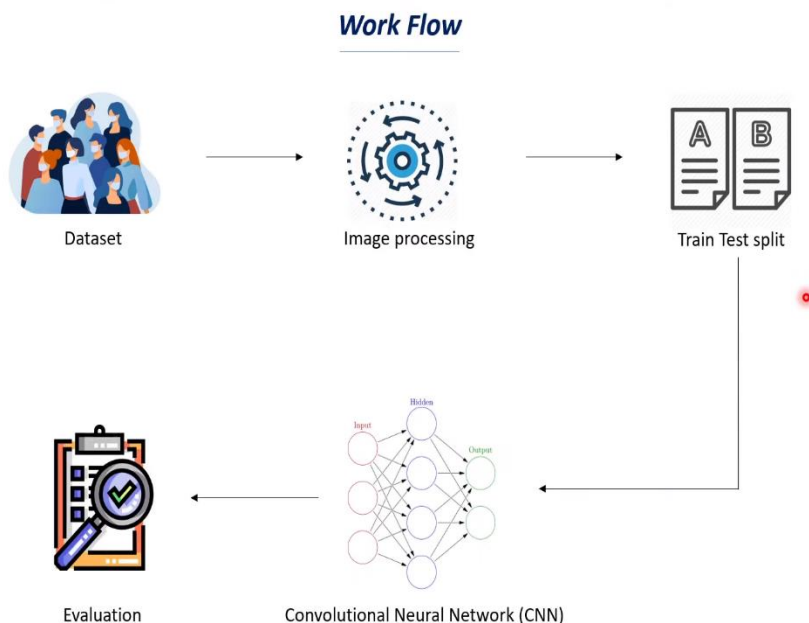 Work Flow
Dataset
Image processing
A B
Train Test split
Input
Hidden
Output
Evaluation
Convolutional Neural Network (CNN)